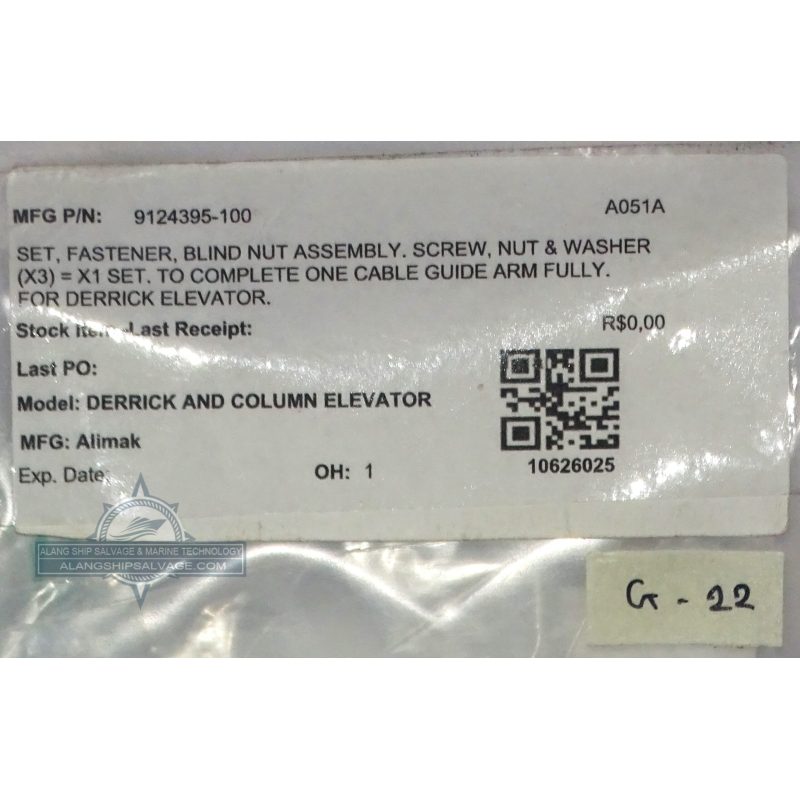 MFG P/N: 9124395-100 A051A
SET, FASTENER, BLIND NUT ASSEMBLY. SCREW, NUT & WASHER
(X3) = X1 SET. TO COMPLETE ONE CABLE GUIDE ARM FULLY.
FOR DERRICK ELEVATOR.
Stock Item Last Receipt: R$0,00
Last PO:
Model: DERRICK AND COLUMN ELEVATOR
MFG: Alimak
10626025
Exp. Date: OH: 1
ALANG SHIP SALVAGE & MARINE TECHNOLOGY
ALANGSHIPSALVAGE.COM
G - 22